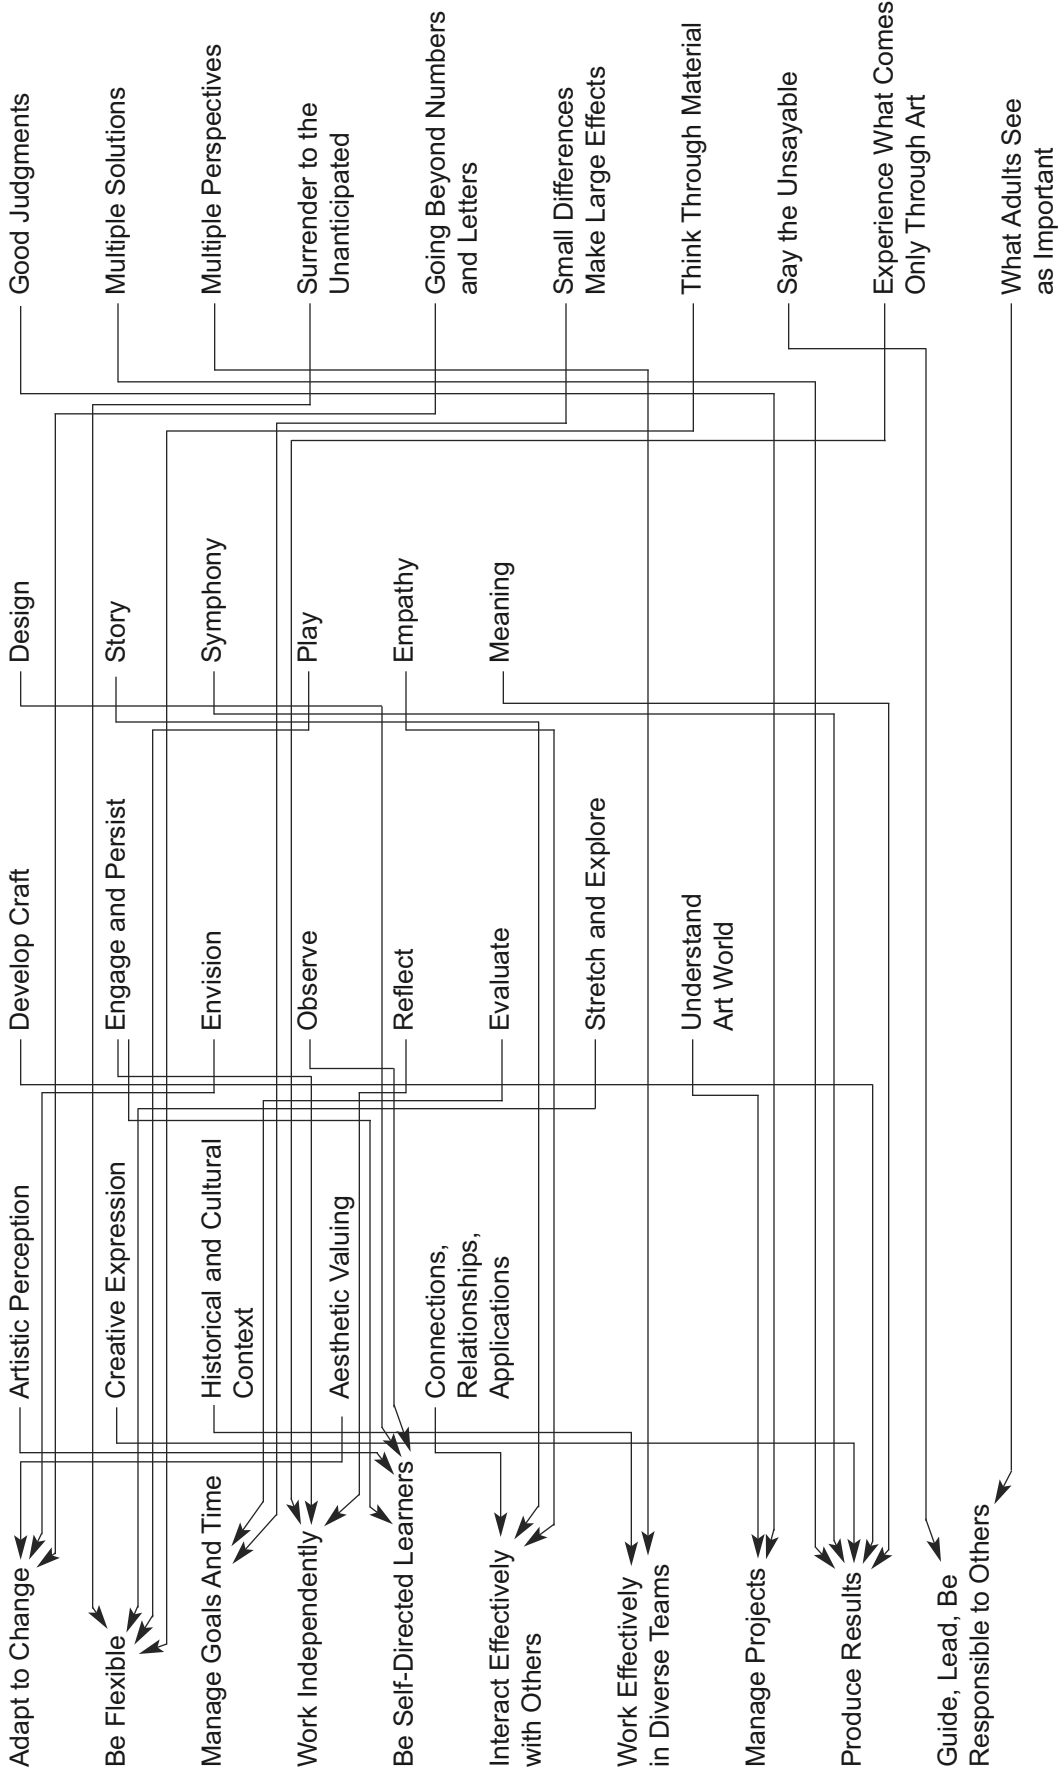 Adapt to Change
Be Flexible
Manage Goals And Time
Work Independently
Be Self-Directed Learners
Interact Effectively
with Others
Work Effectively
in Diverse Teams
Manage Projects
Produce Results
Guide, Lead, Be
Responsible to Others
Artistic Perception
Creative Expression
Historical and Cultural
Context
Aesthetic Valuing
Connections,
Relationships,
Applications
Develop Craft
Engage and Persist
Envision
Observe
Reflect
Evaluate
Stretch and Explore
Understand
Art World
Design
Story
Symphony
Play
Empathy
Meaning
Good Judgments
Multiple Solutions
Multiple Perspectives
Surrender to the
Unanticipated
Going Beyond Numbers
and Letters
Small Differences
Make Large Effects
Think Through Material
Say the Unsayable
Experience What Comes
Only Through Art
What Adults See
as Important